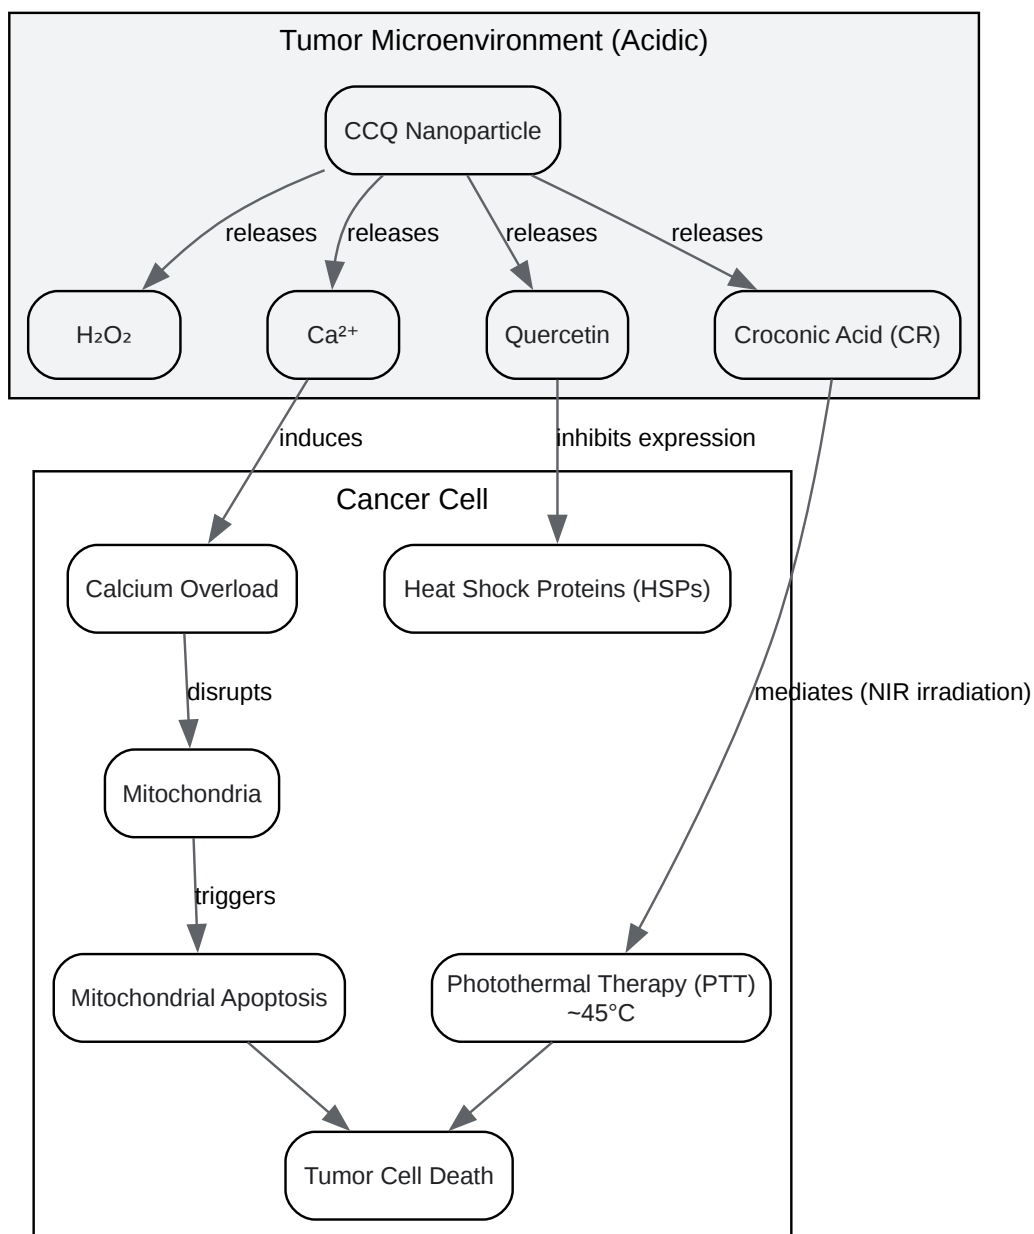 Tumor Microenvironment (Acidic)
CCQ Nanoparticle
releases
releases
releases
releases
H₂O₂
Ca²⁺
Quercetin
Croconic Acid (CR)
induces
inhibits expression
Cancer Cell
Calcium Overload
Heat Shock Proteins (HSPs)
disrupts
mediates (NIR irradiation)
Mitochondria
triggers
Mitochondrial Apoptosis
Photothermal Therapy (PTT)
~45°C
Tumor Cell Death